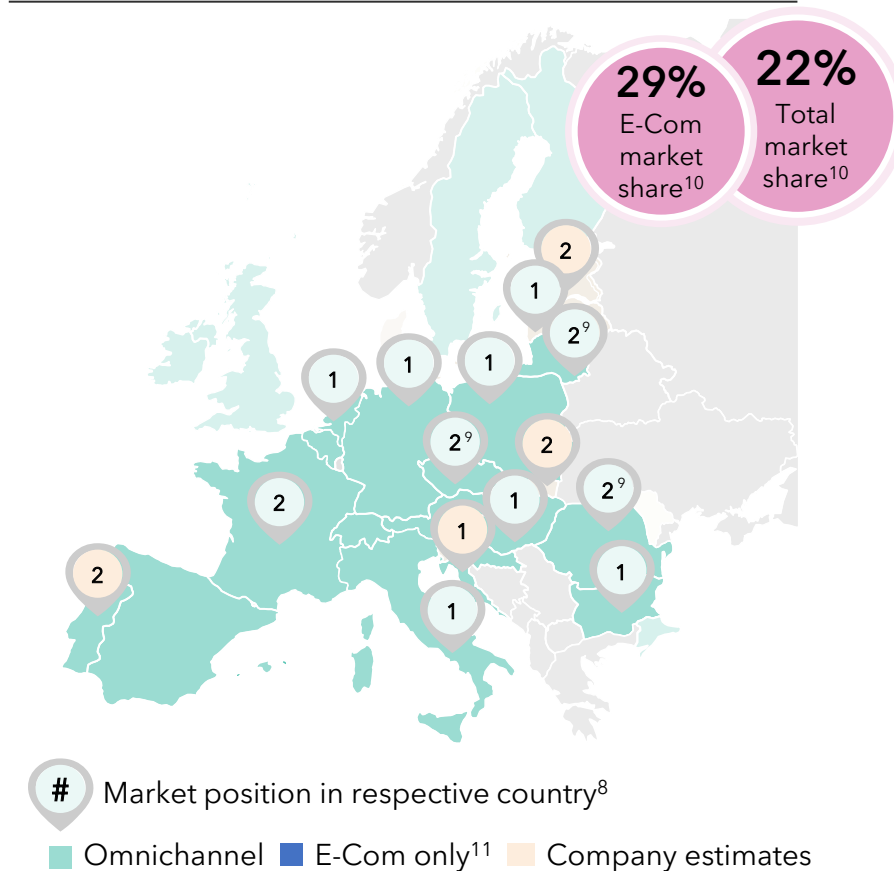 29%
E-Com
market
share¹⁰
22%
Total
market
share¹⁰
2
1
2⁹
1
1
1
2⁹
2
2
1
2⁹
1
2
1
1
# Market position in respective country⁸
Omnichannel E-Com only¹¹ Company estimates